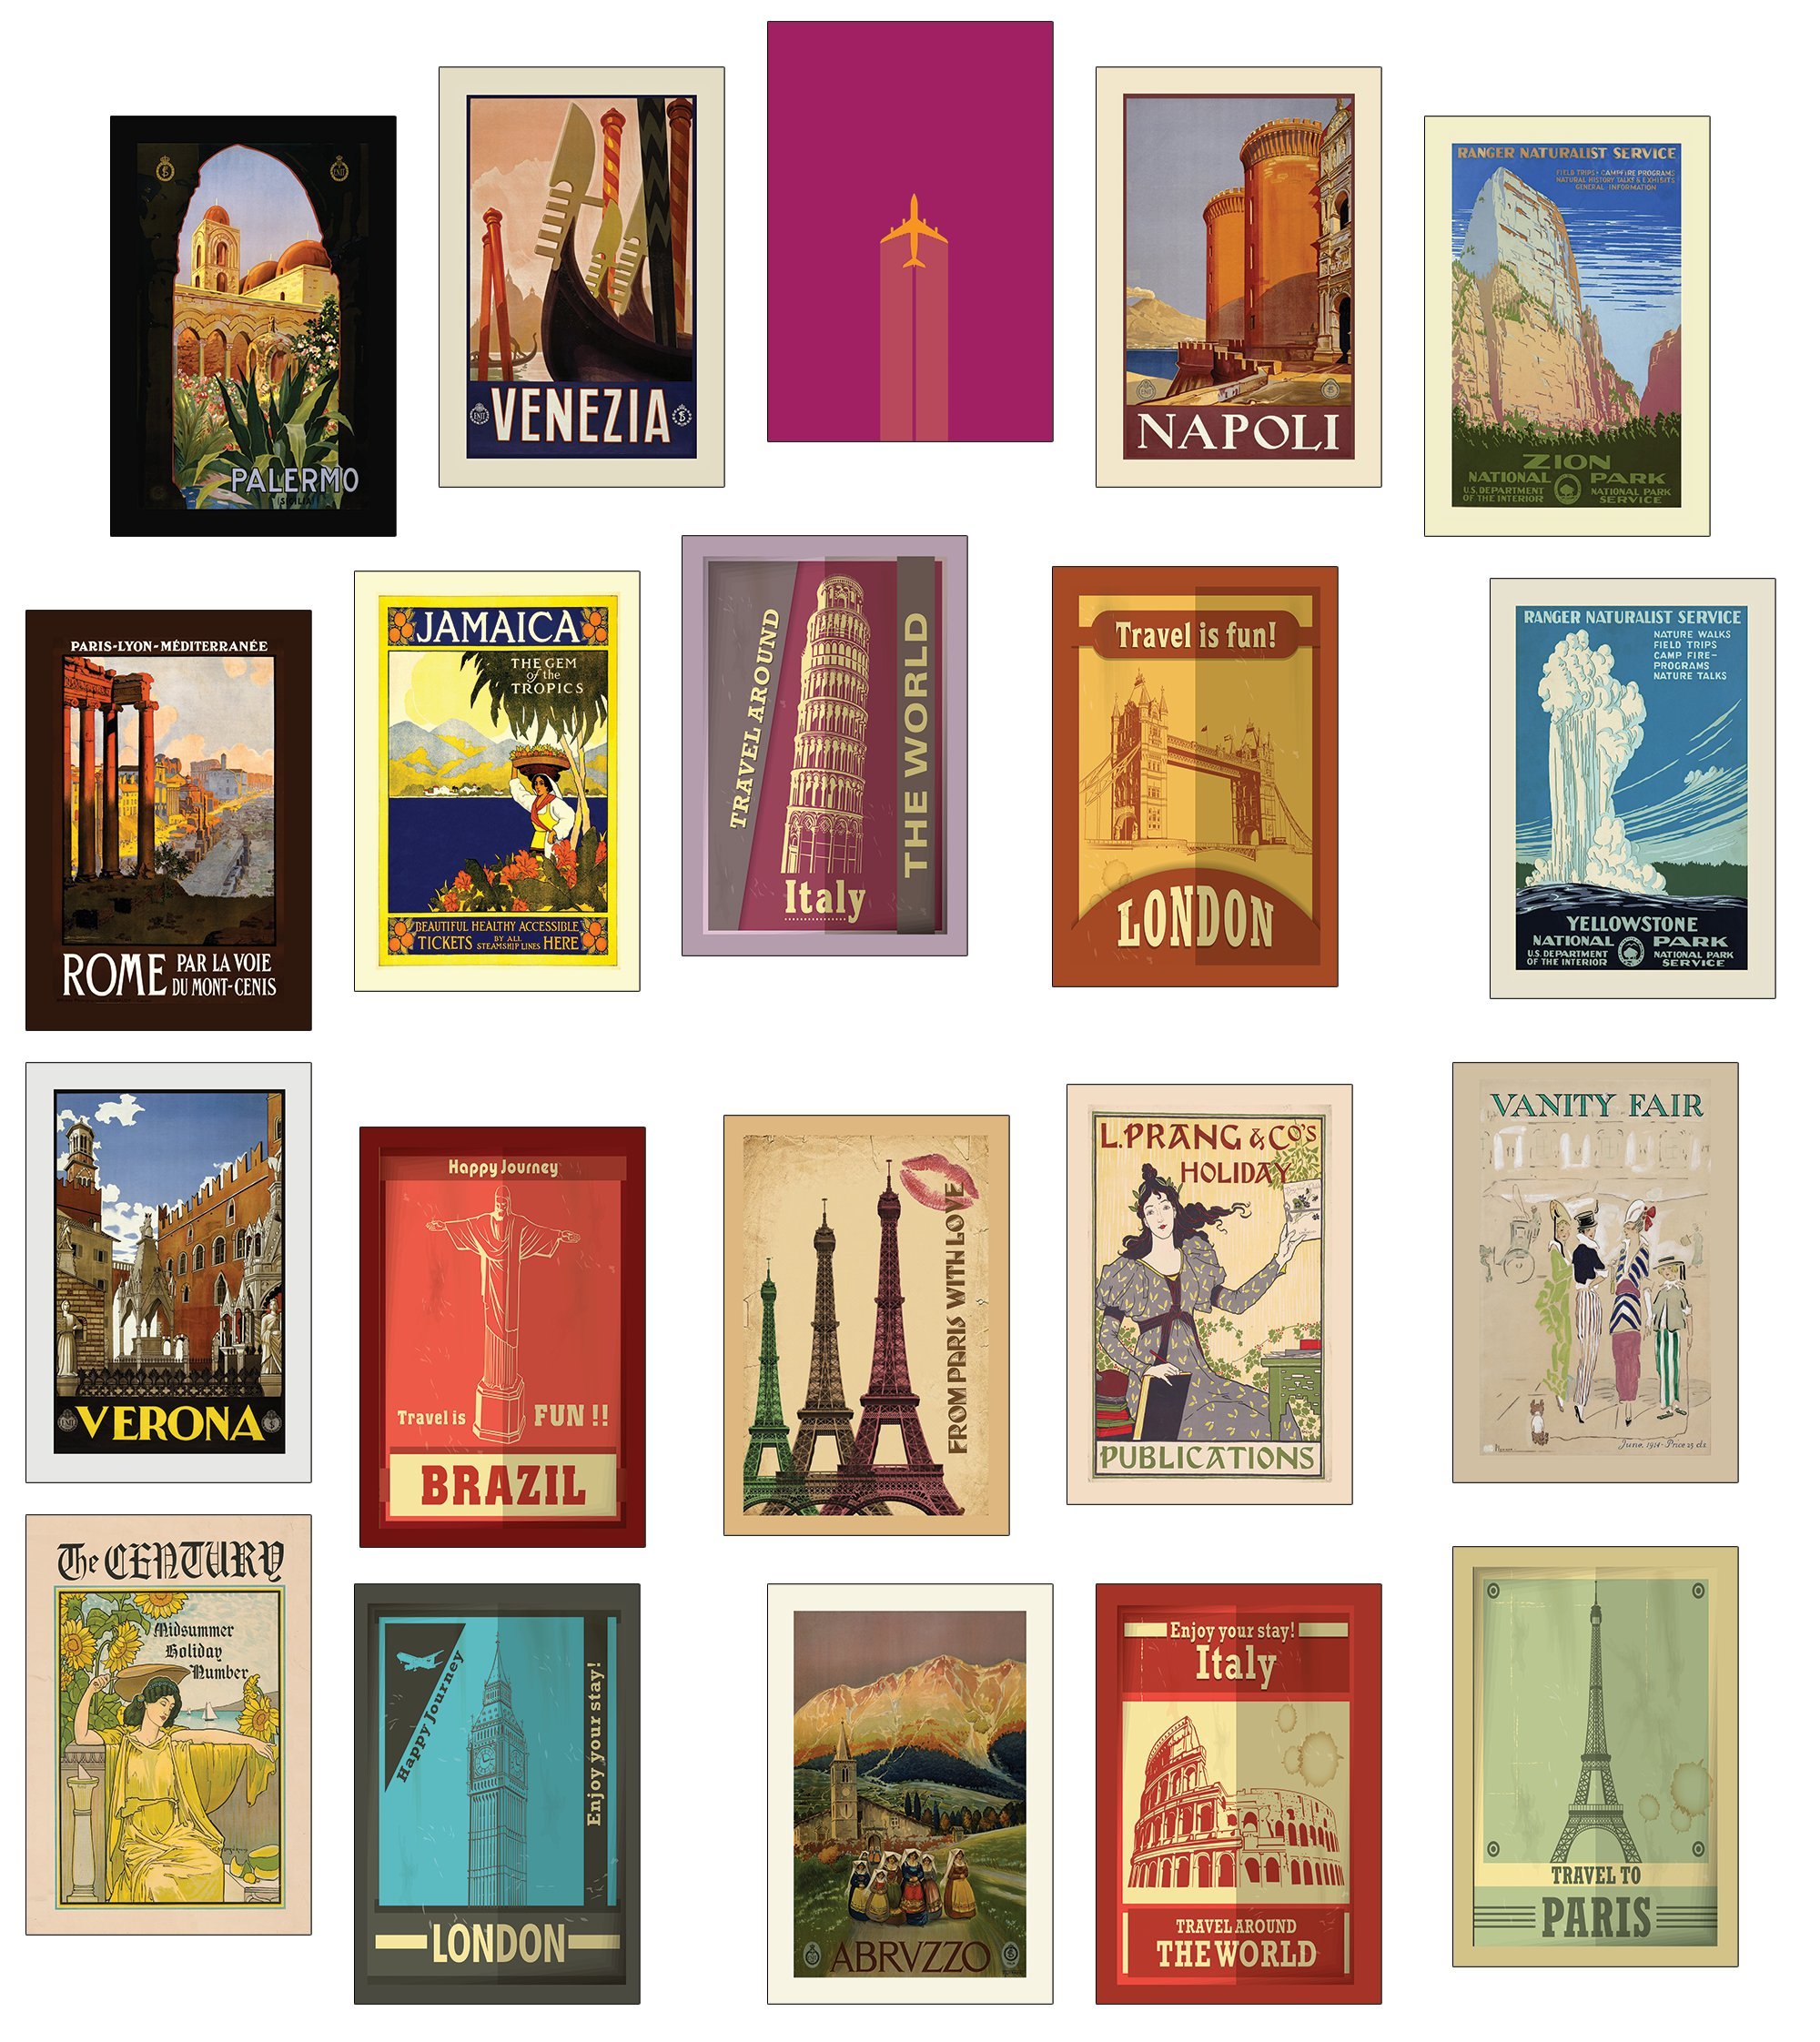 PALERMO
(SICILIA)
VENEZIA
NAPOLI
RANGER NATURALIST SERVICE
FIELD TRIPS · CAMPFIRE PROGRAMS
NATURAL HISTORY TALKS & EXHIBITS
GENERAL INFORMATION
ZION
NATIONAL PARK
U.S. DEPARTMENT OF THE INTERIOR
NATIONAL PARK SERVICE
PARIS-LYON-MÉDITERRANÉE
ROME PAR LA VOIE
DU MONT-CENIS
JAMAICA
THE GEM
of the
TROPICS
BEAUTIFUL HEALTHY ACCESSIBLE
TICKETS BY ALL STEAMSHIP LINES HERE
TRAVEL AROUND
THE WORLD
Italy
Travel is fun!
LONDON
RANGER NATURALIST SERVICE
NATURE WALKS
FIELD TRIPS
CAMP FIRE-
PROGRAMS
NATURE TALKS
YELLOWSTONE
NATIONAL PARK
U.S. DEPARTMENT OF THE INTERIOR
NATIONAL PARK SERVICE
VERONA
Happy Journey
Travel is FUN !!
BRAZIL
FROM PARIS WITH LOVE
L. PRANG & CO'S
HOLIDAY
PUBLICATIONS
VANITY FAIR
June, 1914 - Price 25 cts
The CENTURY
Midsummer
Holiday
Number
Happy Journey
Enjoy your stay!
LONDON
ABRVZZO
Enjoy your stay!
Italy
TRAVEL AROUND
THE WORLD
TRAVEL TO
PARIS